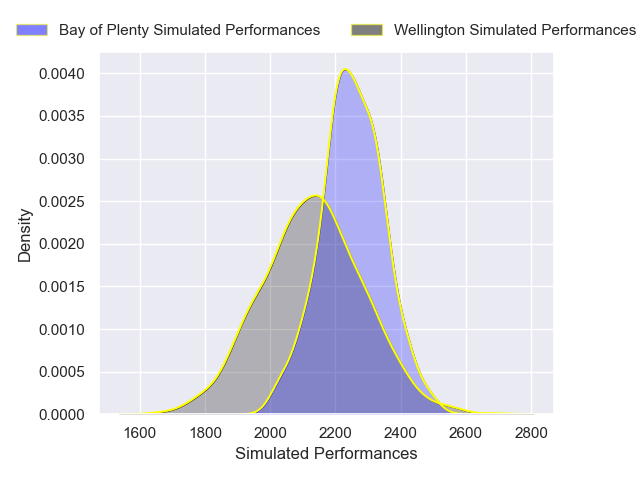 Bay of Plenty Simulated Performances
Wellington Simulated Performances
0.0040
0.0035
0.0030
0.0025
0.0020
0.0015
0.0010
0.0005
0.0000
Density
1600 1800 2000 2200 2400 2600 2800
Simulated Performances